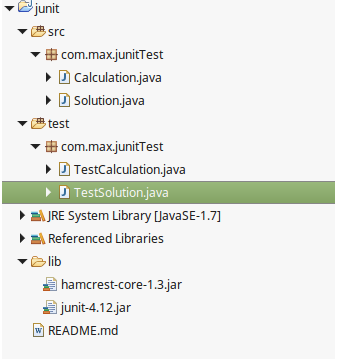 junit
src
com.max.junitTest
Calculation.java
Solution.java
test
com.max.junitTest
TestCalculation.java
TestSolution.java
JRE System Library [JavaSE-1.7]
Referenced Libraries
lib
hamcrest-core-1.3.jar
junit-4.12.jar
README.md